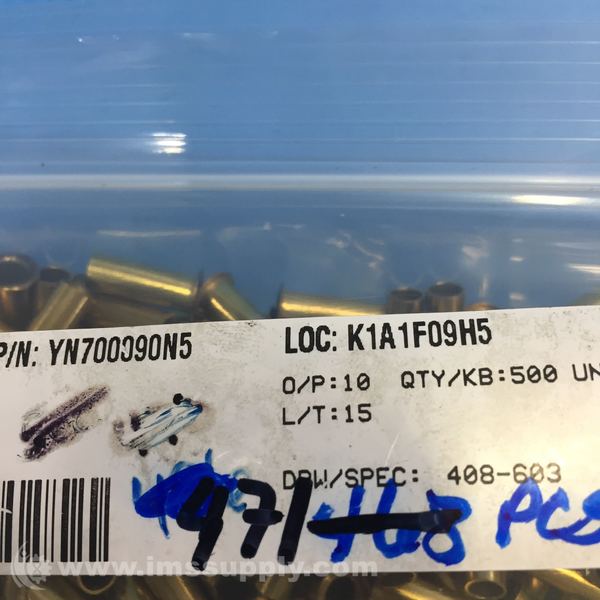 P/N: YN700090N5
LOC: K1A1F09H5
O/P:10 QTY/KB:500 UN
L/T:15
DRW/SPEC: 408-603
471 468 PCS
www.imssupply.com